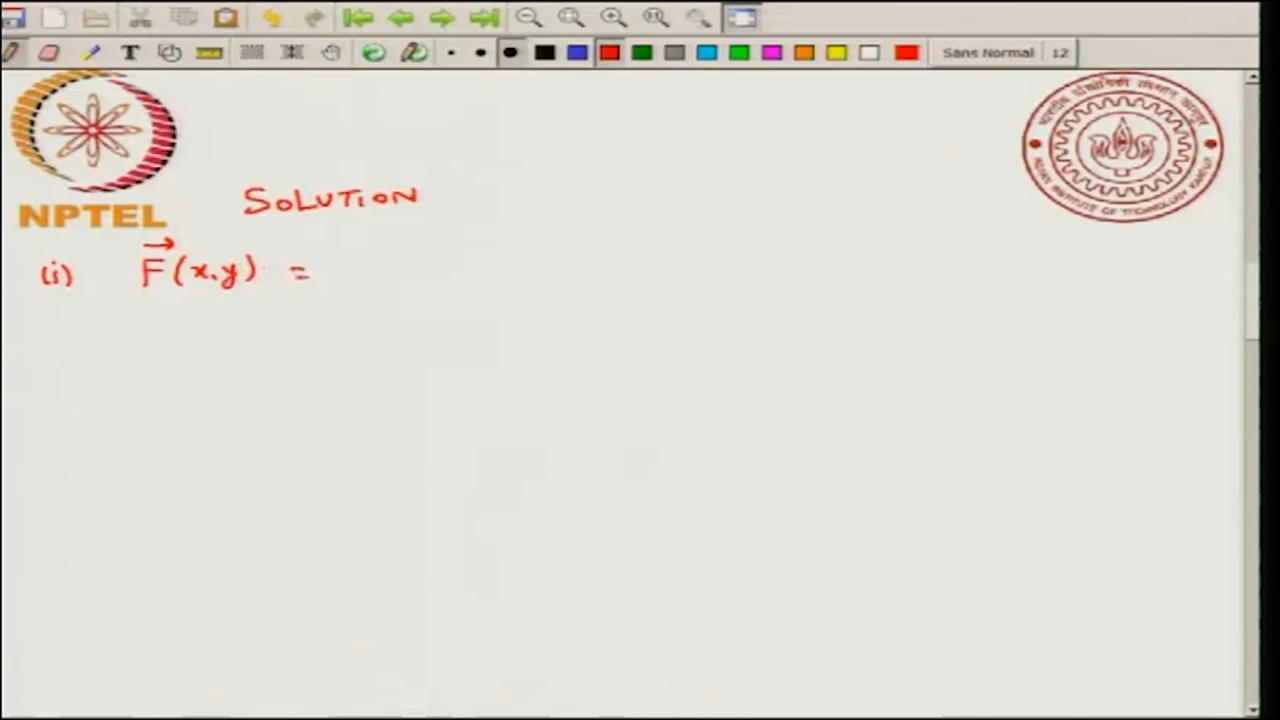 Sans Normal 12
NPTEL
SOLUTION
(i) F⃗(x,y) =